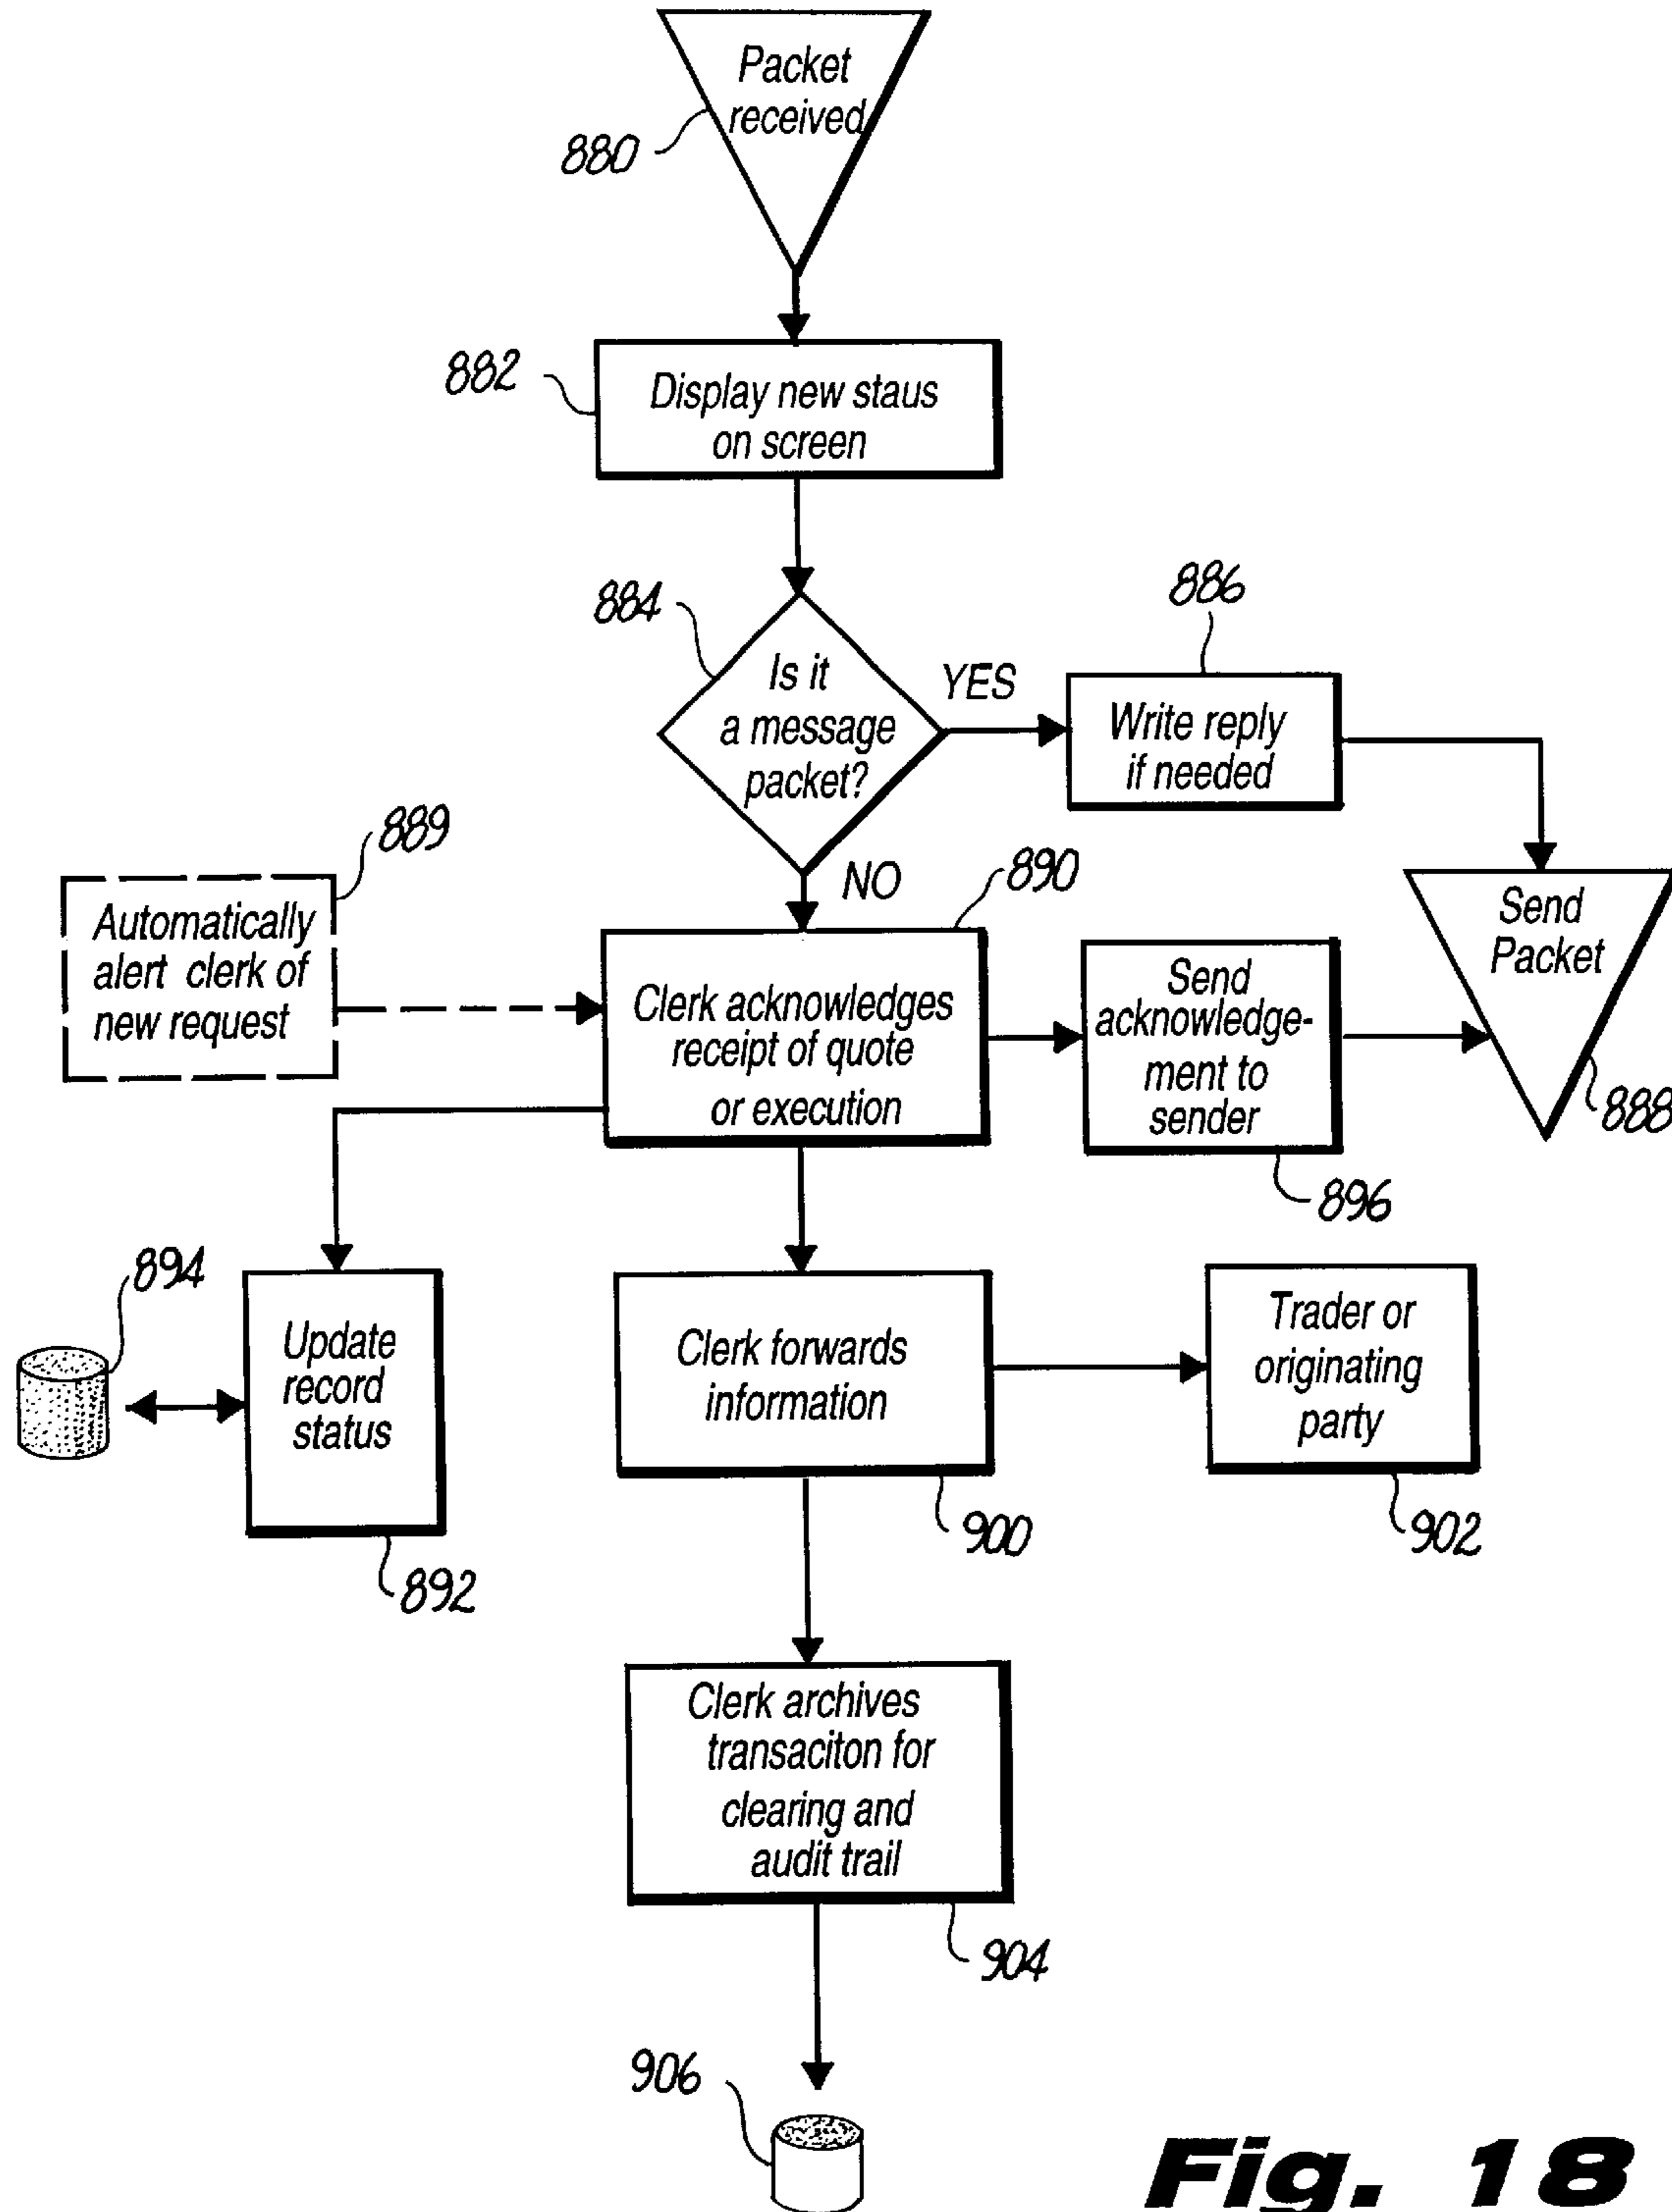 Packet
received
880
882
Display new staus
on screen
884
886
Is it
a message
packet?
YES
Write reply
if needed
889
NO
890
Automatically
alert clerk of
new request
Send
Packet
Clerk acknowledges
receipt of quote
or execution
Send
acknowledge-
ment to
sender
888
896
894
Update
record
status
Clerk forwards
information
Trader or
originating
party
900
902
892
Clerk archives
transaciton for
clearing and
audit trail
904
906
Fig. 18